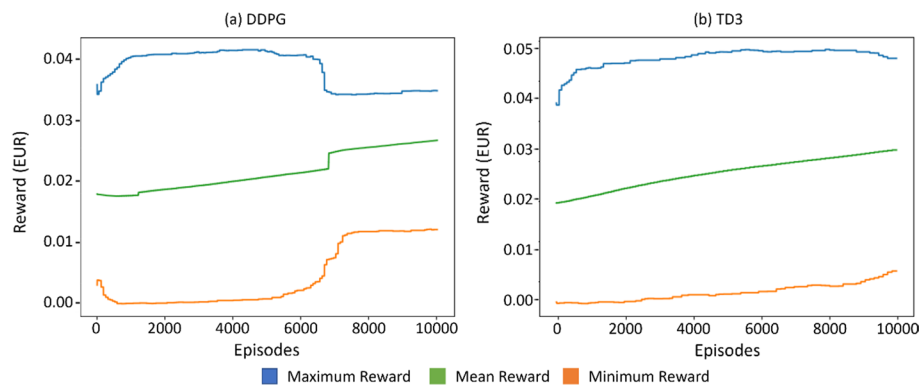 (a) DDPG
(b) TD3
Reward (EUR)
0.04
0.03
0.02
0.01
0.00
0 2000 4000 6000 8000 10000
Episodes
Reward (EUR)
0.05
0.04
0.03
0.02
0.01
0.00
0 2000 4000 6000 8000 10000
Episodes
Maximum Reward Mean Reward Minimum Reward